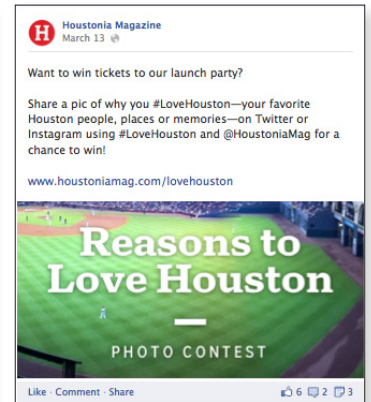 H
Houstonia Magazine
March 13
Want to win tickets to our launch party?
Share a pic of why you #LoveHouston—your favorite
Houston people, places or memories—on Twitter or
Instagram using #LoveHouston and @HoustoniaMag for a
chance to win!
www.houstoniamag.com/lovehouston
Reasons to
Love Houston
PHOTO CONTEST
Like · Comment · Share 6 2 3